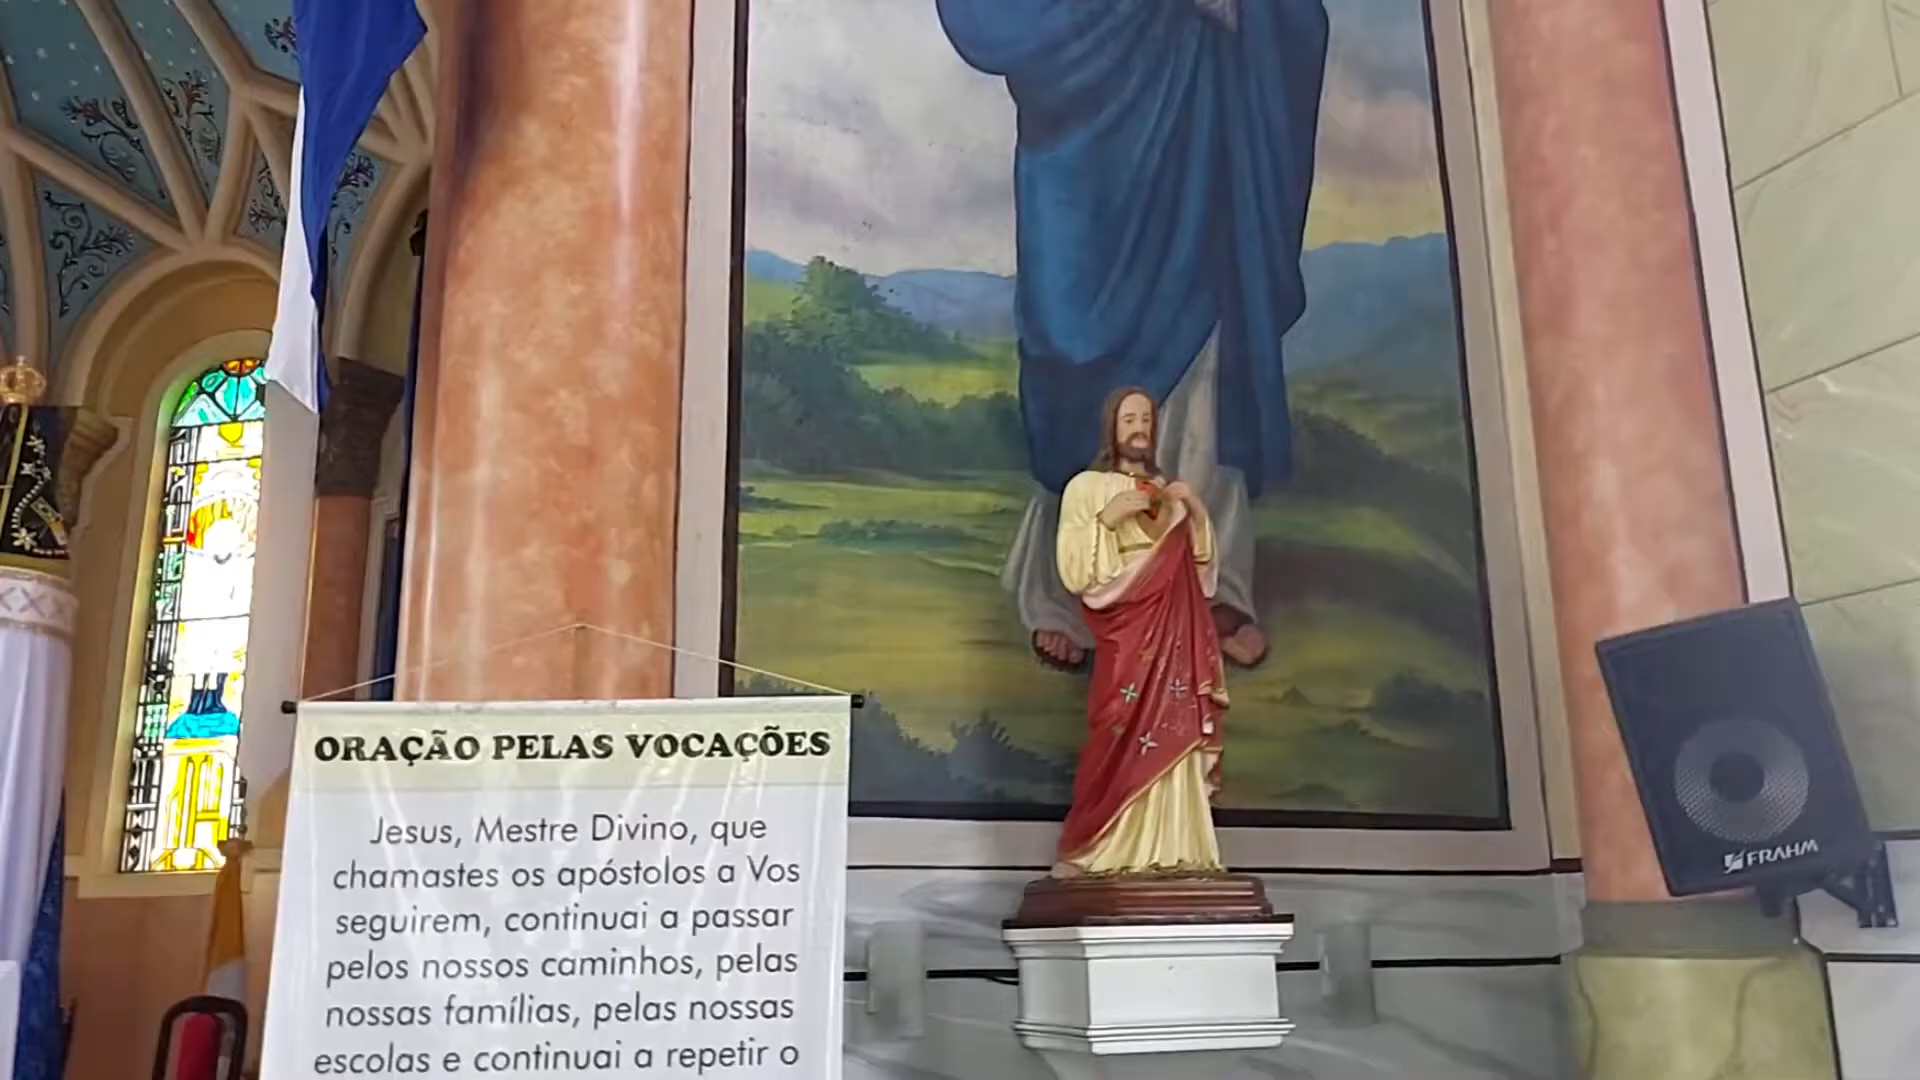 ORAÇÃO PELAS VOCAÇÕES
Jesus, Mestre Divino, que
chamastes os apóstolos a Vos
seguirem, continuai a passar
pelos nossos caminhos, pelas
nossas famílias, pelas nossas
escolas e continuai a repetir o
FRAHM